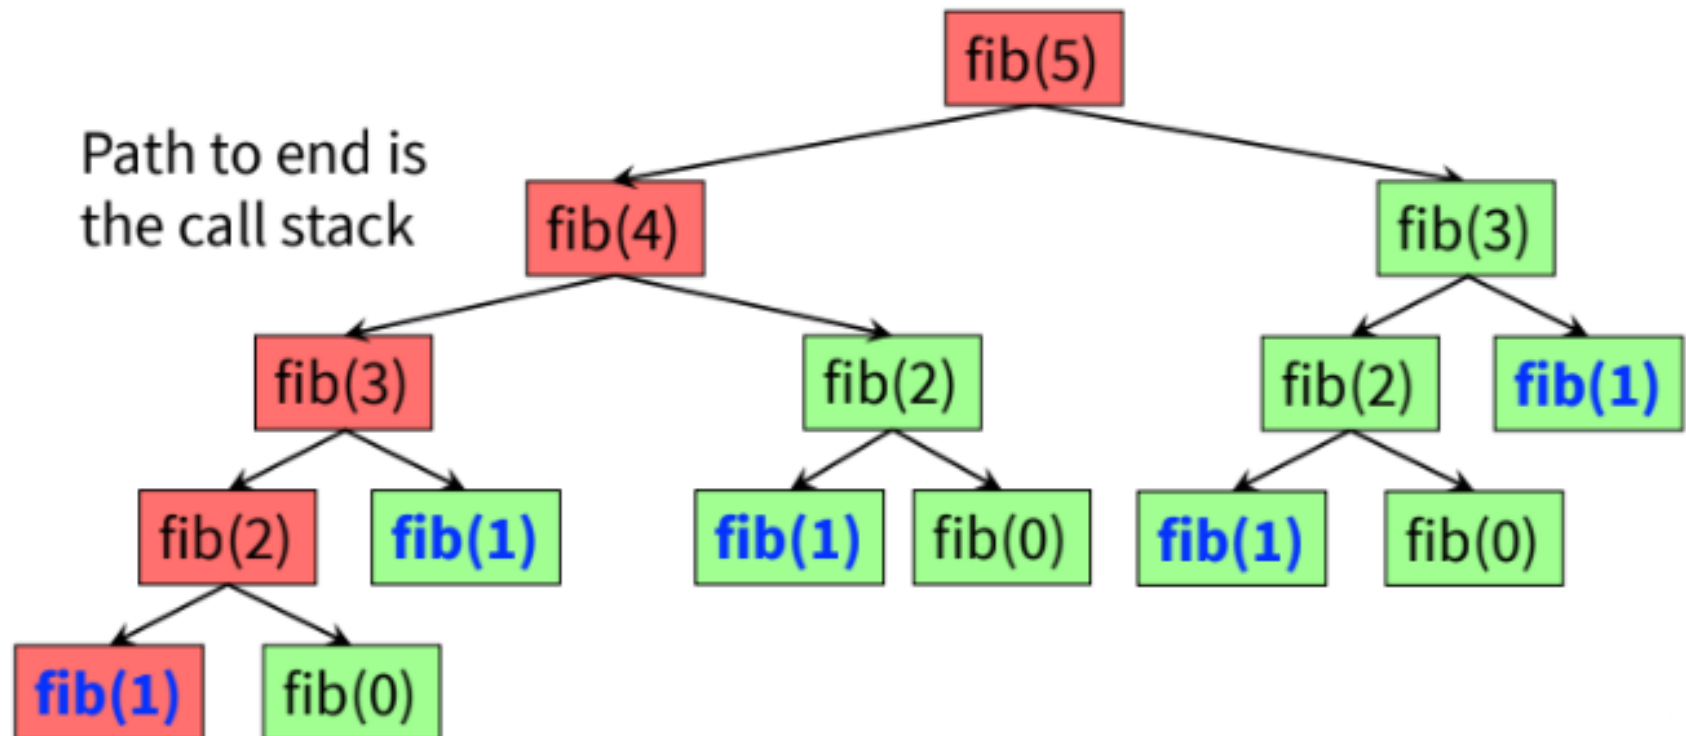 fib(5)
Path to end is
the call stack
fib(4)
fib(3)
fib(3)
fib(2)
fib(2)
fib(1)
fib(2)
fib(1)
fib(1)
fib(0)
fib(1)
fib(0)
fib(1)
fib(0)